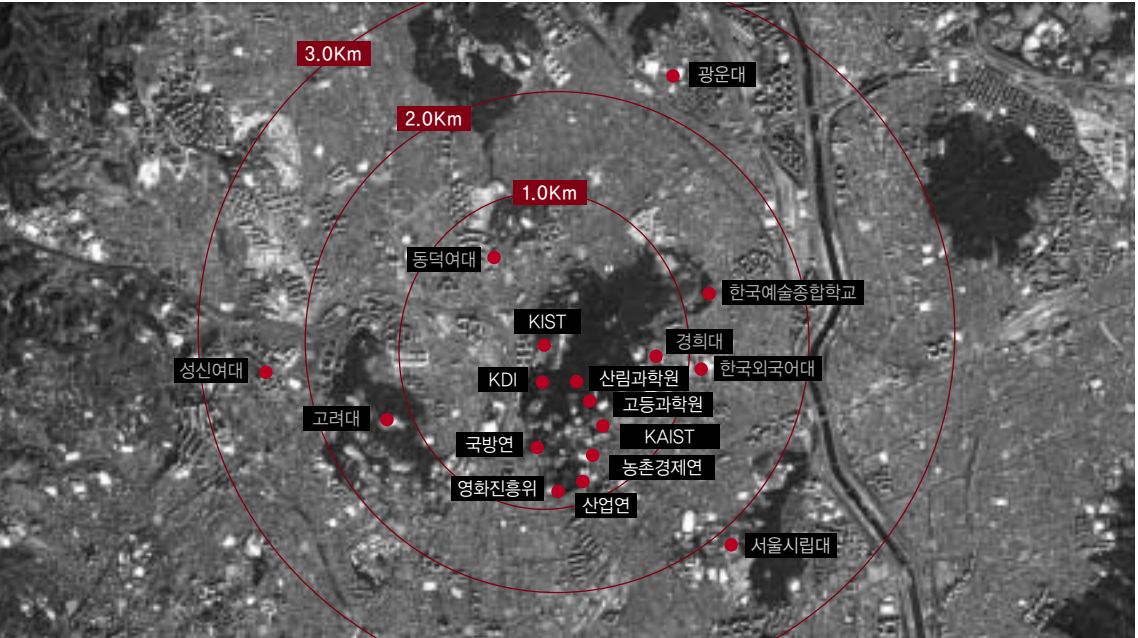 3.0Km
광운대
2.0Km
1.0Km
동덕여대
한국예술종합학교
KIST
경희대
성신여대
한국외국어대
KDI
산림과학원
고등과학원
고려대
국방연
KAIST
농촌경제연
영화진흥위
산업연
서울시립대